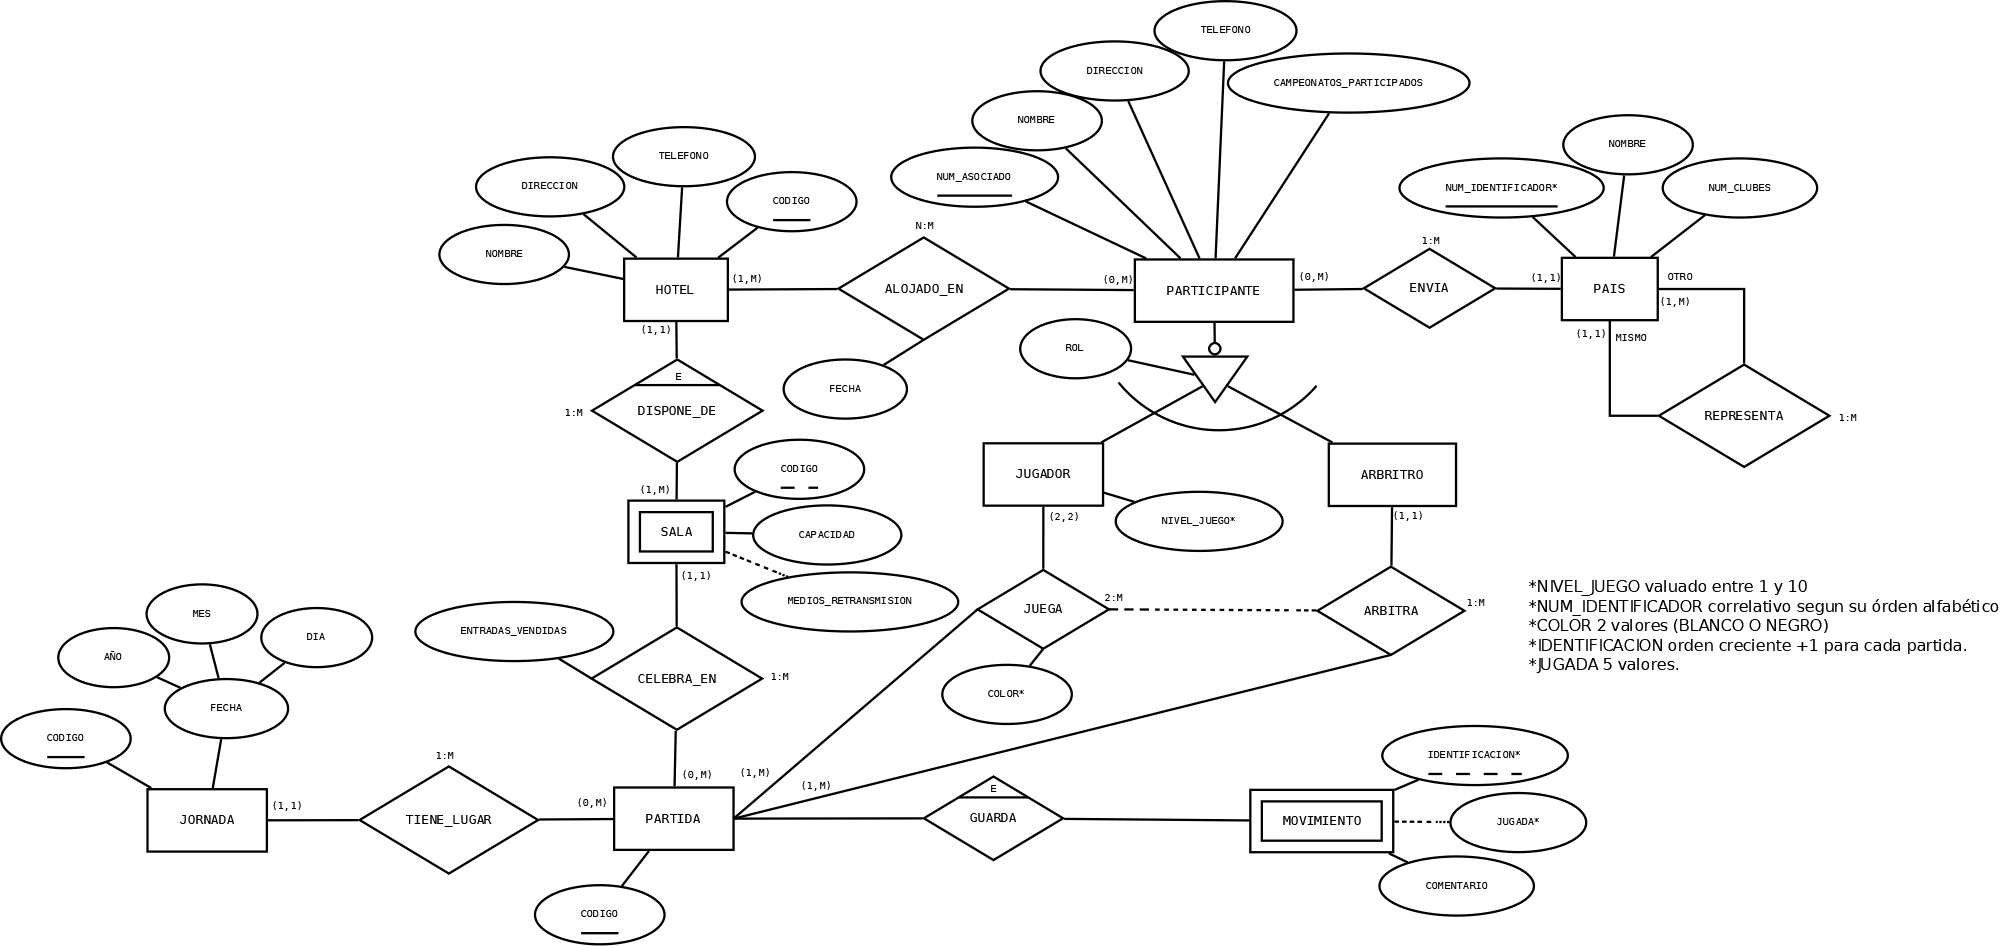 TELEFONO
DIRECCION
CAMPEONATOS_PARTICIPADOS
NOMBRE
NUM_ASOCIADO
NOMBRE
NUM_IDENTIFICADOR*
NUM_CLUBES
TELEFONO
DIRECCION
CODIGO
NOMBRE
N:M
1:M
HOTEL
(1,M)
ALOJADO_EN
(0,M)
PARTICIPANTE
(0,M)
ENVIA
(1,1)
PAIS
OTRO
(1,M)
(1,1)
(1,1)
MISMO
ROL
E
DISPONE_DE
1:M
FECHA
REPRESENTA
1:M
CODIGO
(1,M)
JUGADOR
ARBRITRO
SALA
CAPACIDAD
(2,2)
NIVEL_JUEGO*
(1,1)
(1,1)
MEDIOS_RETRANSMISION
2:M
JUEGA
ARBITRA
1:M
*NIVEL_JUEGO valuado entre 1 y 10
*NUM_IDENTIFICADOR correlativo segun su órden alfabético
*COLOR 2 valores (BLANCO O NEGRO)
*IDENTIFICACION orden creciente +1 para cada partida.
*JUGADA 5 valores.
MES
AÑO
DIA
ENTRADAS_VENDIDAS
CELEBRA_EN
1:M
COLOR*
FECHA
CODIGO
1:M
(0,M)
(1,M)
(1,M)
IDENTIFICACION*
JORNADA
(1,1)
TIENE_LUGAR
(0,M)
PARTIDA
E
GUARDA
MOVIMIENTO
JUGADA*
COMENTARIO
CODIGO